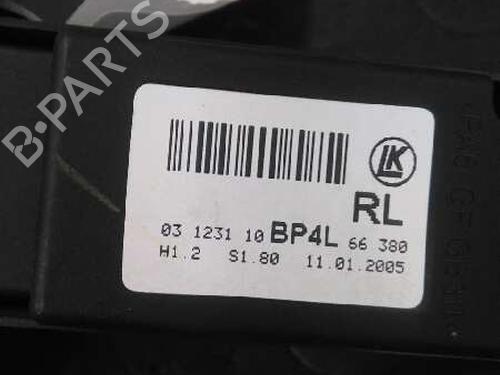 LK
RL
03 1231 10 BP4L 66 380
H1.2 S1.80 11.01.2005
B-PARTS